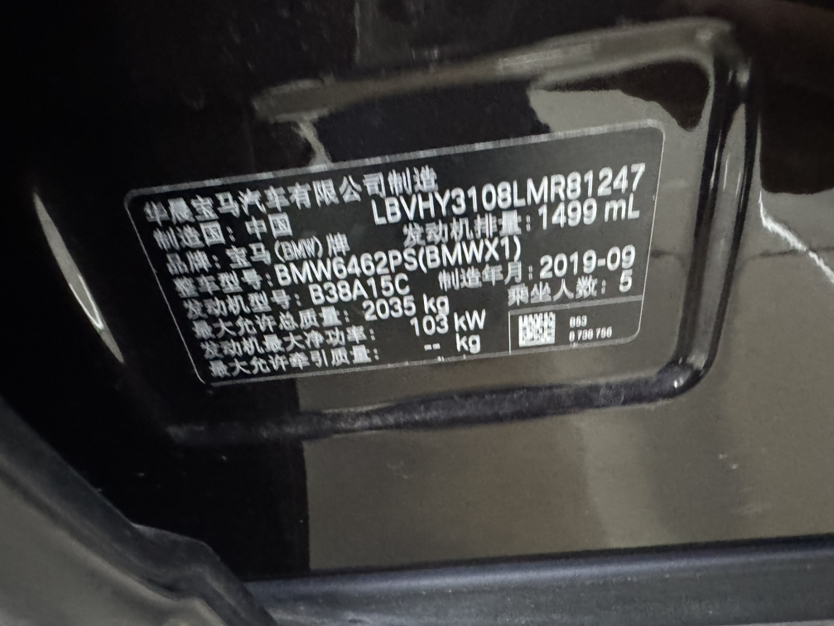 华晨宝马汽车有限公司制造
制造国：中国 LBVHY3108LMR81247
品牌：宝马(BMW)牌 发动机排量：1499 mL
整车型号：BMW6462PS(BMWX1)
发动机型号：B38A15C 制造年月：2019-09
最大允许总质量：2035 kg 乘坐人数：5
发动机最大净功率：103 kW
最大允许牵引质量：-- kg